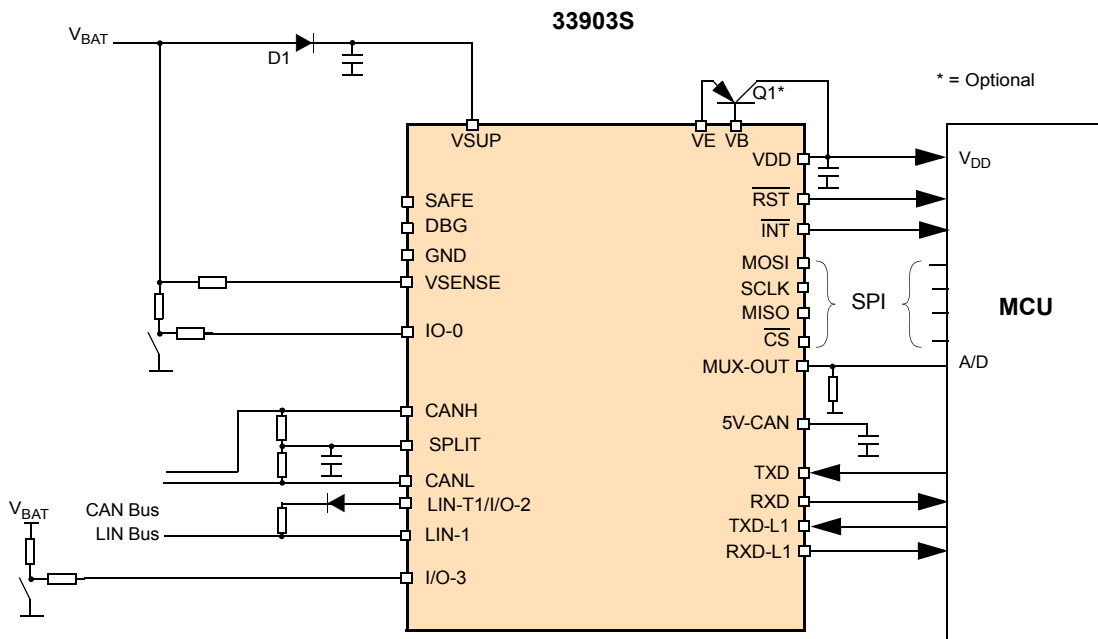 33903S
VBAT
D1
Q1*
* = Optional
VSUP
VE
VB
VDD
VDD
SAFE
RST
DBG
INT
GND
MOSI
VSENSE
SCLK
SPI
MCU
IO-0
MISO
CS
MUX-OUT
A/D
CANH
5V-CAN
SPLIT
CANL
TXD
VBAT
CAN Bus
LIN-T1/I/O-2
RXD
LIN Bus
LIN-1
TXD-L1
RXD-L1
I/O-3